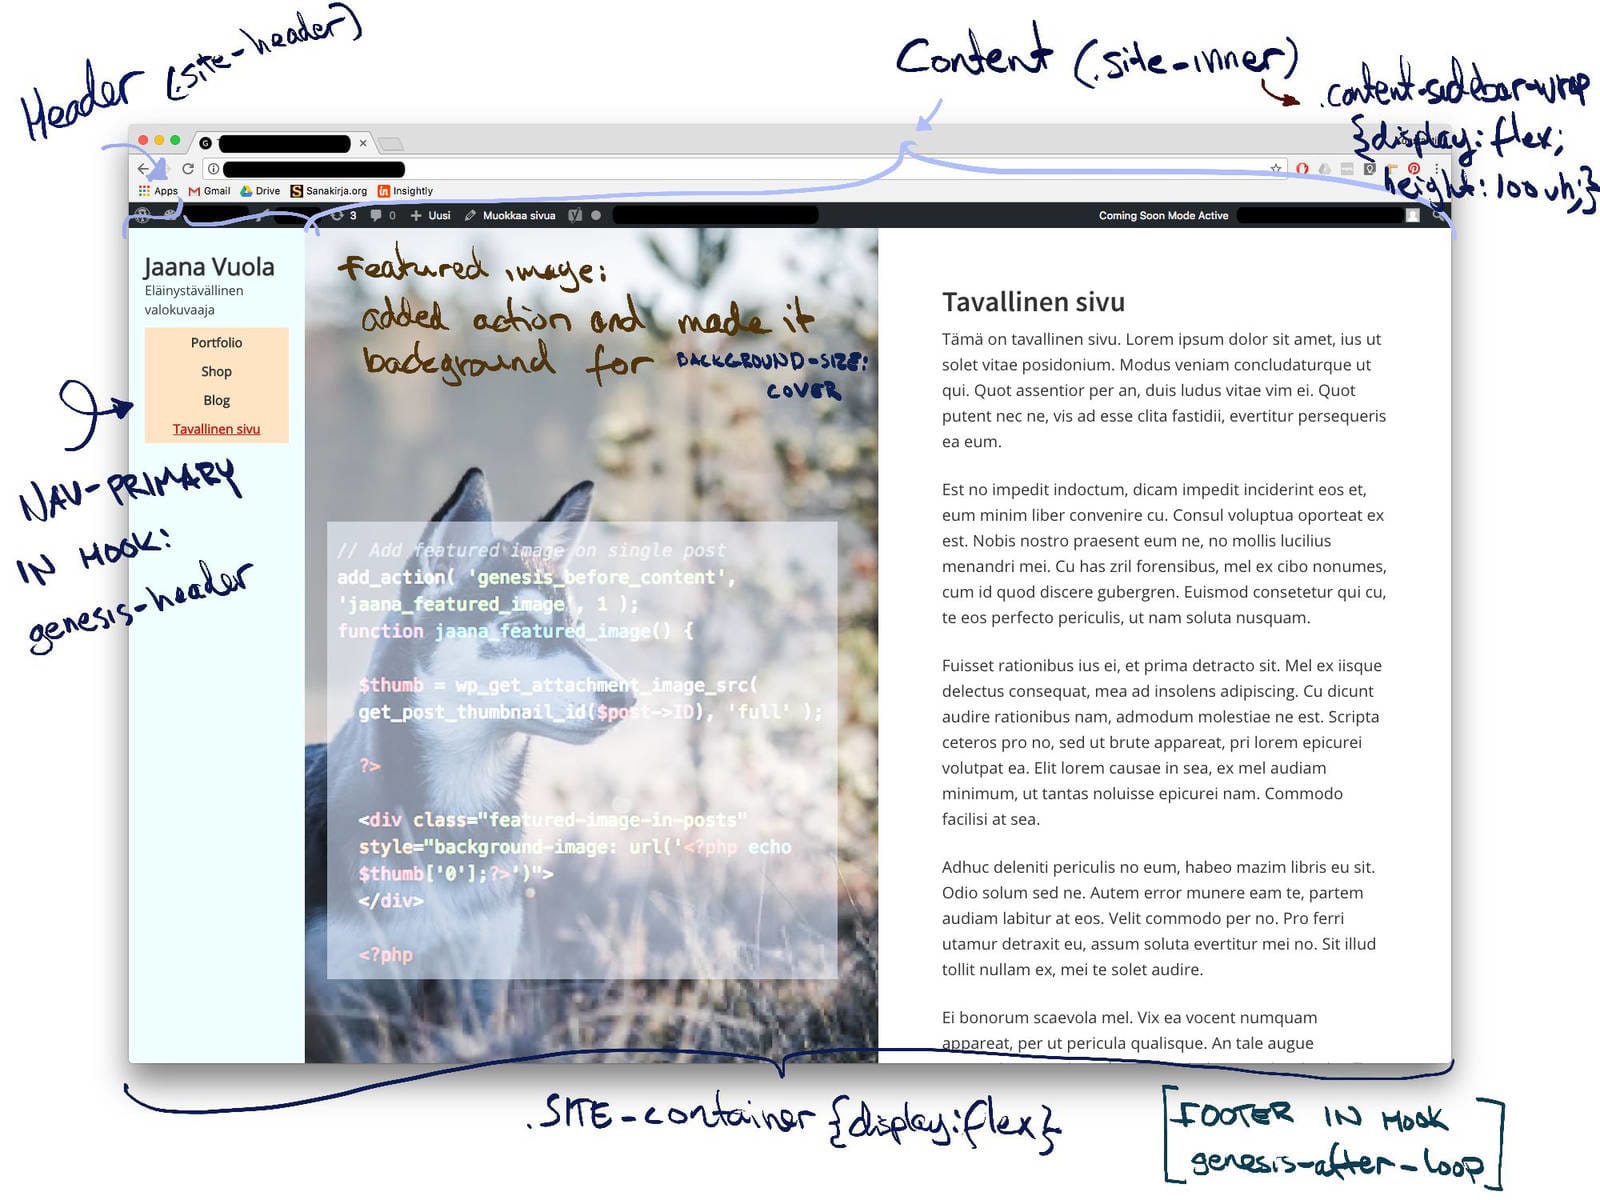 Header (.site-header)
Content (.site-inner)
.content-sidebar-wrap
{display: flex;
height: 100vh;}
Apps Gmail Drive Sanakirja.org Insightly
3 0 Uusi Muokkaa sivua Coming Soon Mode Active
Jaana Vuola
Eläinystävällinen
valokuvaaja
Portfolio
Shop
Blog
Tavallinen sivu
NAV-PRIMARY
IN HOOK:
genesis-header
featured image:
added action and made it
background for BACKGROUND-SIZE:
COVER
// Add featured image on single post
add_action( 'genesis_before_content',
'jaana_featured_image', 1 );
function jaana_featured_image() {
$thumb = wp_get_attachment_image_src(
get_post_thumbnail_id($post->ID), 'full' );
?>
<div class="featured-image-in-posts"
style="background-image: url('<?php echo
$thumb['0'];?>')">
</div>
<?php
Tavallinen sivu
Tämä on tavallinen sivu. Lorem ipsum dolor sit amet, ius ut
solet vitae posidonium. Modus veniam concludaturque ut
qui. Quot assentior per an, duis ludus vitae vim ei. Quot
putent nec ne, vis ad esse clita fastidii, evertitur persequeris
ea eum.
Est no impedit indoctum, dicam impedit inciderint eos et,
eum minim liber convenire cu. Consul voluptua oporteat ex
est. Nobis nostro praesent eum ne, no mollis lucilius
menandri mei. Cu has zril forensibus, mel ex cibo nonumes,
cum id quod discere gubergren. Euismod consetetur qui cu,
te eos perfecto periculis, ut nam soluta nusquam.
Fuisset rationibus ius ei, et prima detracto sit. Mel ex iisque
delectus consequat, mea ad insolens adipiscing. Cu dicunt
audire rationibus nam, admodum molestiae ne est. Scripta
ceteros pro no, sed ut brute appareat, pri lorem epicurei
volutpat ea. Elit lorem causae in sea, ex mel audiam
minimum, ut tantas noluisse epicurei nam. Commodo
facilisi at sea.
Adhuc deleniti periculis no eum, habeo mazim libris eu sit.
Odio solum sed ne. Autem error munere eam te, partem
audiam labitur at eos. Velit commodo per no. Pro ferri
utamur detraxit eu, assum soluta evertitur mei no. Sit illud
tollit nullam ex, mei te solet audire.
Ei bonorum scaevola mel. Vix ea vocent numquam
appareat, per ut pericula qualisque. An tale augue
.SITE-container {display: flex}
[FOOTER IN HOOK
genesis-after-loop]